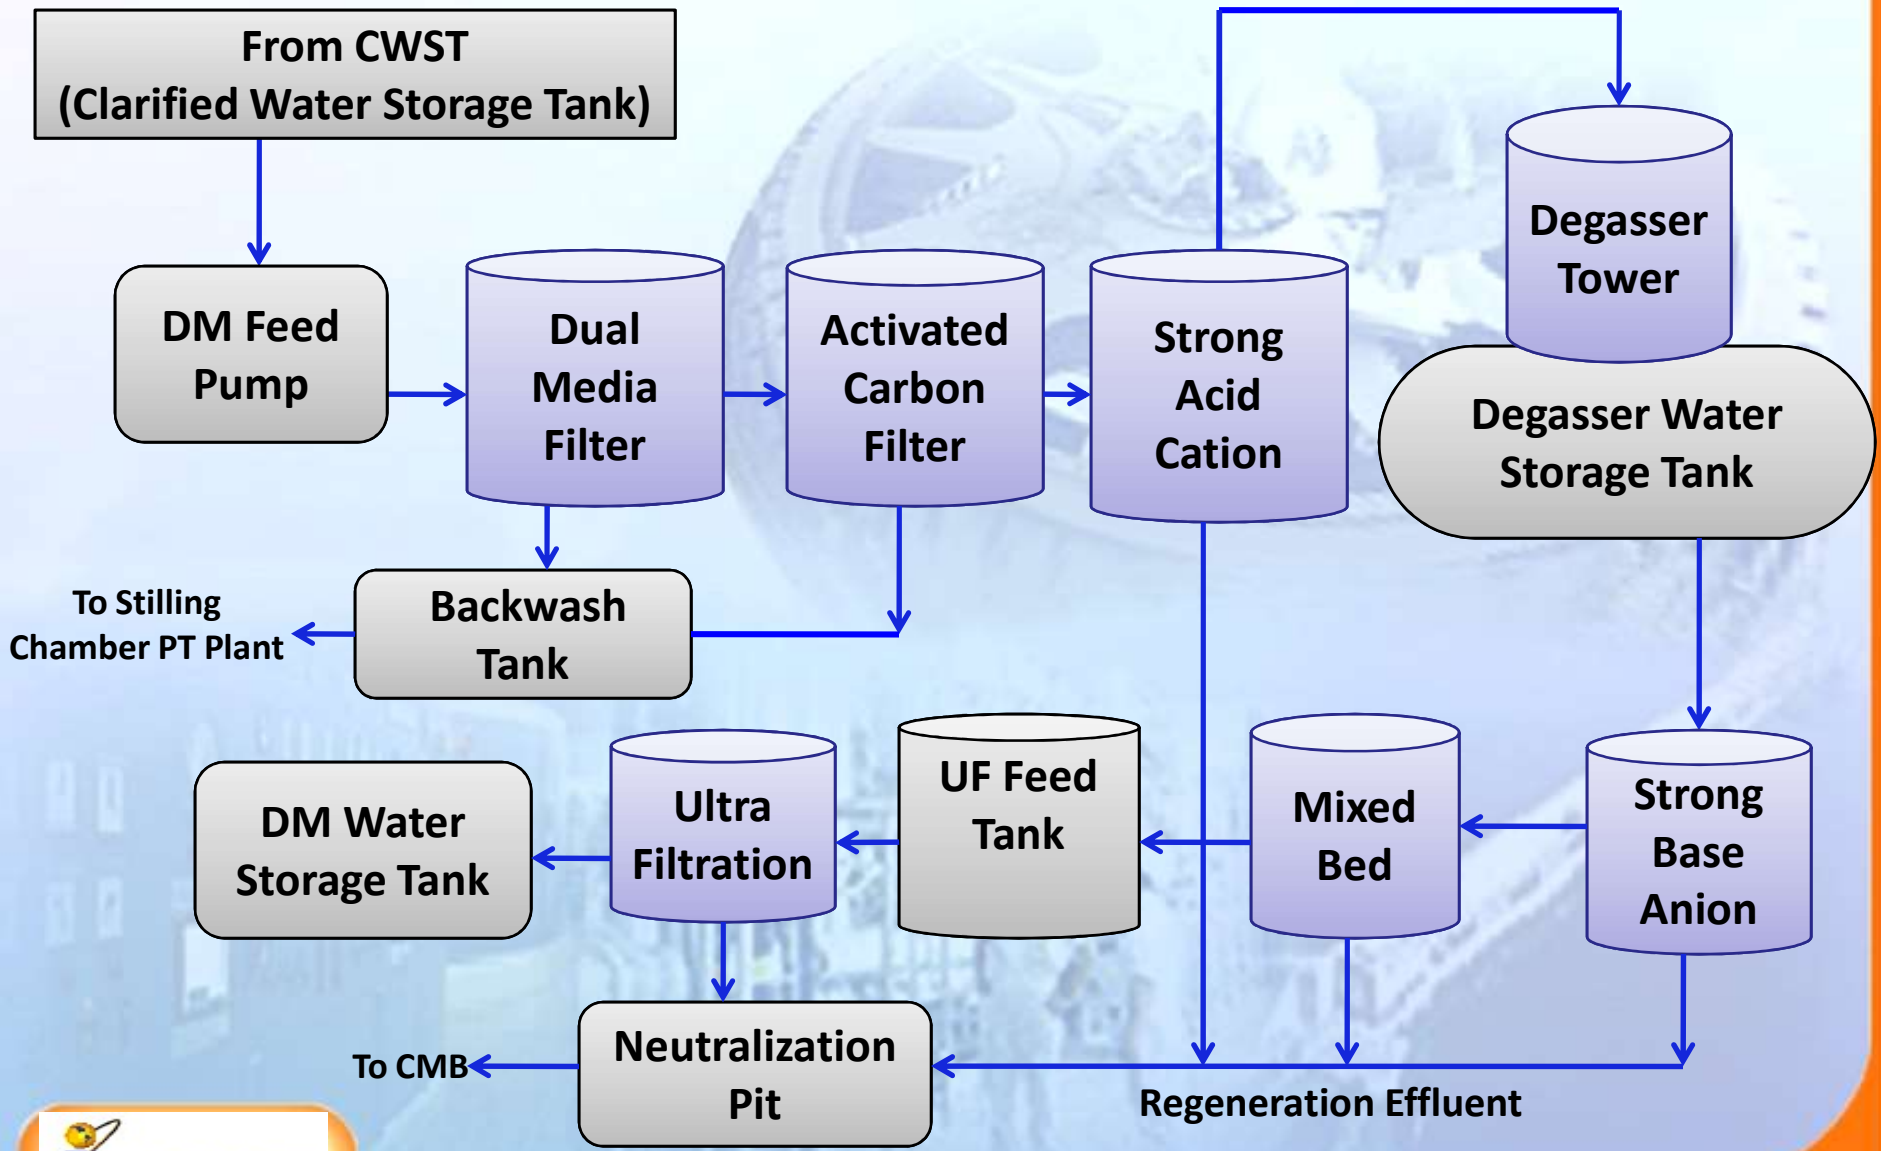 From CWST
(Clarified Water Storage Tank)
Degasser
Tower
DM Feed
Pump
Dual
Media
Filter
Activated
Carbon
Filter
Strong
Acid
Cation
Degasser Water
Storage Tank
To Stilling
Chamber PT Plant
Backwash
Tank
DM Water
Storage Tank
Ultra
Filtration
UF Feed
Tank
Mixed
Bed
Strong
Base
Anion
To CMB
Neutralization
Pit
Regeneration Effluent